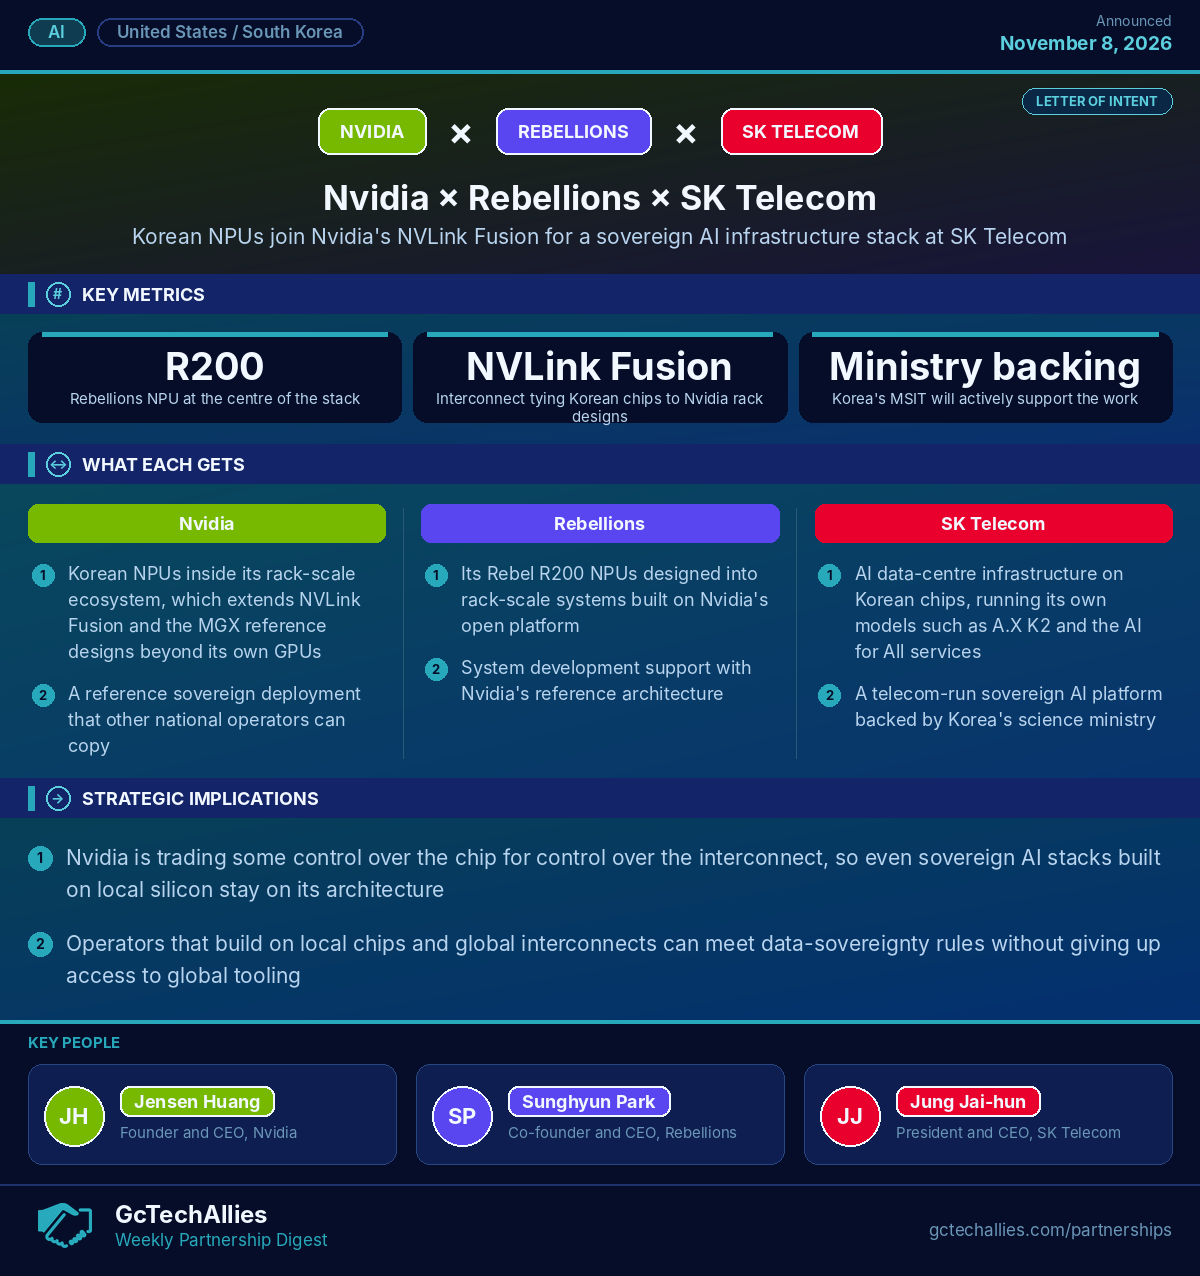 AI
United States / South Korea
Announced
November 8, 2026
LETTER OF INTENT
NVIDIA × REBELLIONS × SK TELECOM
Nvidia × Rebellions × SK Telecom
Korean NPUs join Nvidia's NVLink Fusion for a sovereign AI infrastructure stack at SK Telecom
# KEY METRICS
R200
Rebellions NPU at the centre of the stack
NVLink Fusion
Interconnect tying Korean chips to Nvidia rack
designs
Ministry backing
Korea's MSIT will actively support the work
WHAT EACH GETS
Nvidia
1 Korean NPUs inside its rack-scale
ecosystem, which extends NVLink
Fusion and the MGX reference
designs beyond its own GPUs
2 A reference sovereign deployment
that other national operators can
copy
Rebellions
1 Its Rebel R200 NPUs designed into
rack-scale systems built on Nvidia's
open platform
2 System development support with
Nvidia's reference architecture
SK Telecom
1 AI data-centre infrastructure on
Korean chips, running its own
models such as A.X K2 and the AI
for All services
2 A telecom-run sovereign AI platform
backed by Korea's science ministry
STRATEGIC IMPLICATIONS
1 Nvidia is trading some control over the chip for control over the interconnect, so even sovereign AI stacks built
on local silicon stay on its architecture
2 Operators that build on local chips and global interconnects can meet data-sovereignty rules without giving up
access to global tooling
KEY PEOPLE
JH
Jensen Huang
Founder and CEO, Nvidia
SP
Sunghyun Park
Co-founder and CEO, Rebellions
JJ
Jung Jai-hun
President and CEO, SK Telecom
GcTechAllies
Weekly Partnership Digest
gctechallies.com/partnerships